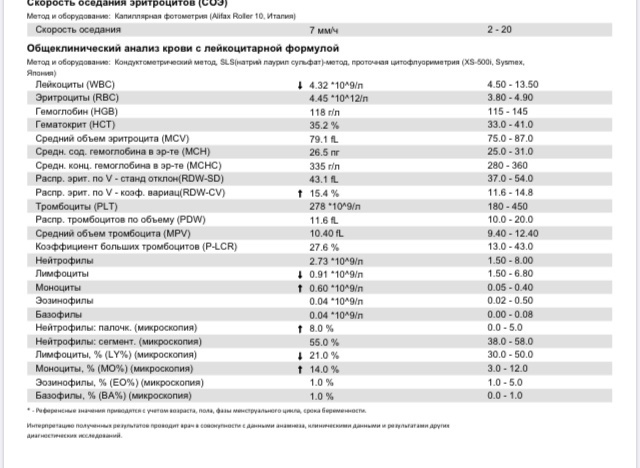 Скорость оседания эритроцитов (СОЭ)
Метод и оборудование: Капиллярная фотометрия (Alifax Roller 10, Италия)
Скорость оседания 7 мм/ч 2 - 20
Общеклинический анализ крови с лейкоцитарной формулой
Метод и оборудование: Кондуктометрический метод, SLS(натрий лаурил сульфат)-метод, проточная цитофлуориметрия (XS-500i, Sysmex,
Япония)
Лейкоциты (WBC) ⬇ 4.32 *10^9/л 4.50 - 13.50
Эритроциты (RBC) 4.45 *10^12/л 3.80 - 4.90
Гемоглобин (HGB) 118 г/л 115 - 145
Гематокрит (HCT) 35.2 % 33.0 - 41.0
Средний объем эритроцита (MCV) 79.1 fL 75.0 - 87.0
Средн. сод. гемоглобина в эр-те (MCH) 26.5 пг 25.0 - 31.0
Средн. конц. гемоглобина в эр-те (MCHC) 335 г/л 280 - 360
Распр. эрит. по V - станд отклон(RDW-SD) 43.1 fL 37.0 - 54.0
Распр. эрит. по V - коэф. вариац(RDW-CV) ⬆ 15.4 % 11.6 - 14.8
Тромбоциты (PLT) 278 *10^9/л 180 - 450
Распр. тромбоцитов по объему (PDW) 11.6 fL 10.0 - 20.0
Средний объем тромбоцита (MPV) 10.40 fL 9.40 - 12.40
Коэффициент больших тромбоцитов (P-LCR) 27.6 % 13.0 - 43.0
Нейтрофилы 2.73 *10^9/л 1.50 - 8.00
Лимфоциты ⬇ 0.91 *10^9/л 1.50 - 6.80
Моноциты ⬆ 0.60 *10^9/л 0.05 - 0.40
Эозинофилы 0.04 *10^9/л 0.02 - 0.50
Базофилы 0.04 *10^9/л 0.00 - 0.08
Нейтрофилы: палочк. (микроскопия) ⬆ 8.0 % 0.0 - 5.0
Нейтрофилы: сегмент. (микроскопия) 55.0 % 38.0 - 58.0
Лимфоциты, % (LY%) (микроскопия) ⬇ 21.0 % 30.0 - 50.0
Моноциты, % (MO%) (микроскопия) ⬆ 14.0 % 3.0 - 12.0
Эозинофилы, % (EO%) (микроскопия) 1.0 % 1.0 - 5.0
Базофилы, % (BA%) (микроскопия) 1.0 % 0.0 - 1.0
* - Референсные значения приводятся с учетом возраста, пола, фазы менструального цикла, срока беременности.
Интерпретацию полученных результатов проводит врач в совокупности с данными анамнеза, клиническими данными и результатами других
диагностических исследований.